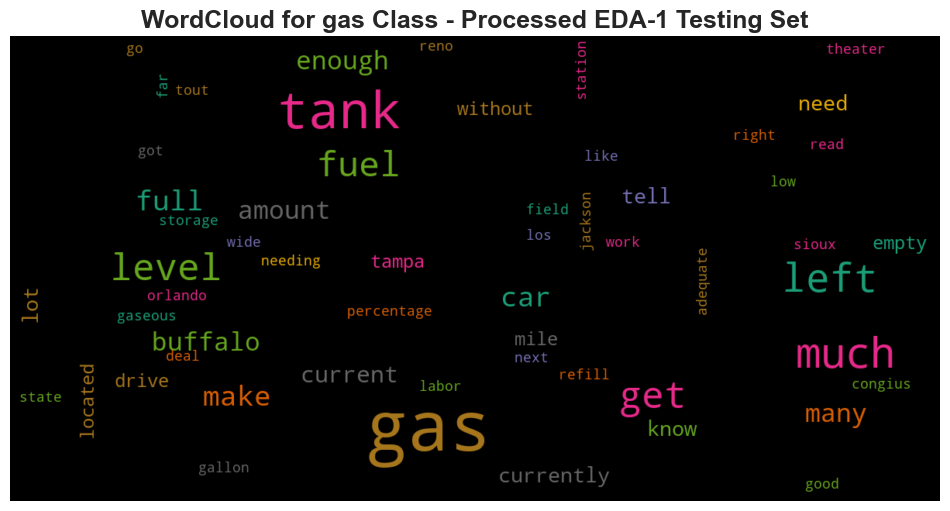 WordCloud for gas Class - Processed EDA-1 Testing Set
go
reno
station
theater
enough
far
tout
tank
without
need
right
read
got
fuel
like
low
full
storage
amount
tell
field
jackson
los
wide
work
sioux
empty
level
needing
tampa
adequate
left
orlando
car
lot
gaseous
percentage
buffalo
mile
much
deal
next
located
drive
current
refill
congius
state
make
labor
get
many
gas
know
gallon
currently
good